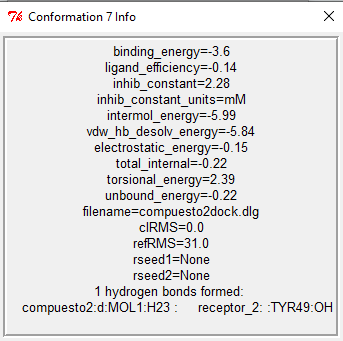 Conformation 7 Info
binding_energy=-3.6
ligand_efficiency=-0.14
inhib_constant=2.28
inhib_constant_units=mM
intermol_energy=-5.99
vdw_hb_desolv_energy=-5.84
electrostatic_energy=-0.15
total_internal=-0.22
torsional_energy=2.39
unbound_energy=-0.22
filename=compuesto2dock.dlg
clRMS=0.0
refRMS=31.0
rseed1=None
rseed2=None
1 hydrogen bonds formed:
compuesto2:d:MOL1:H23 : receptor_2: :TYR49:OH